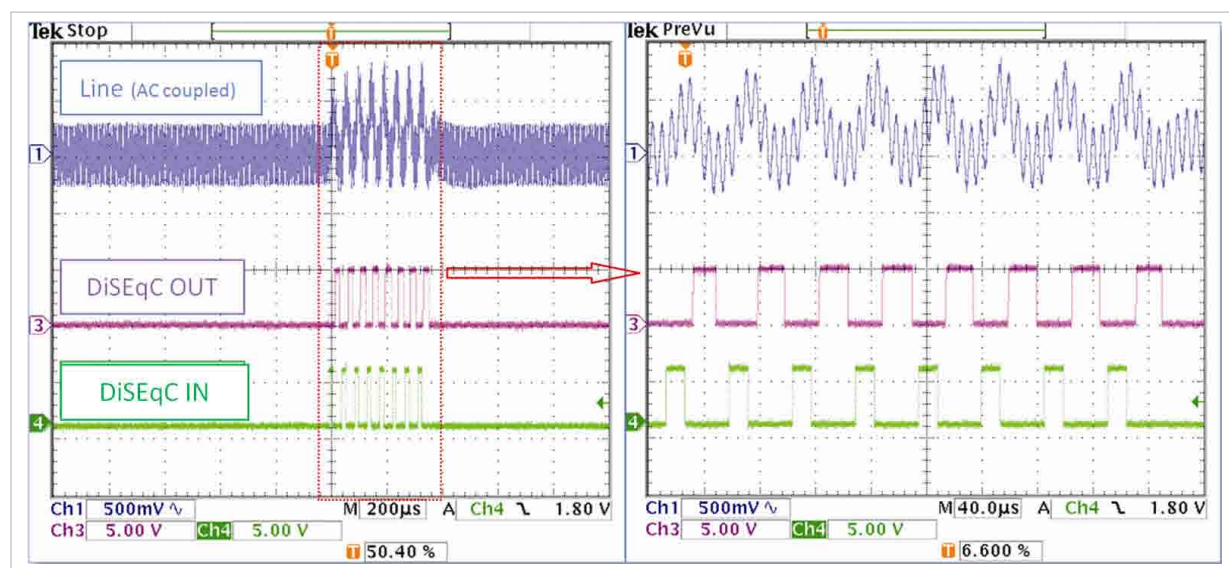 Tek Stop
T
T
Line (AC coupled)
1
DiSEqC OUT
3
DiSEqC IN
4
Ch1 500mV ∿ M 200µs A Ch4 ↘ 1.80 V
Ch3 5.00 V Ch4 5.00 V
T 50.40 %
Tek PreVu
T
T
1
3
4
Ch1 500mV ∿ M 40.0µs A Ch4 ↘ 1.80 V
Ch3 5.00 V Ch4 5.00 V
T 6.600 %